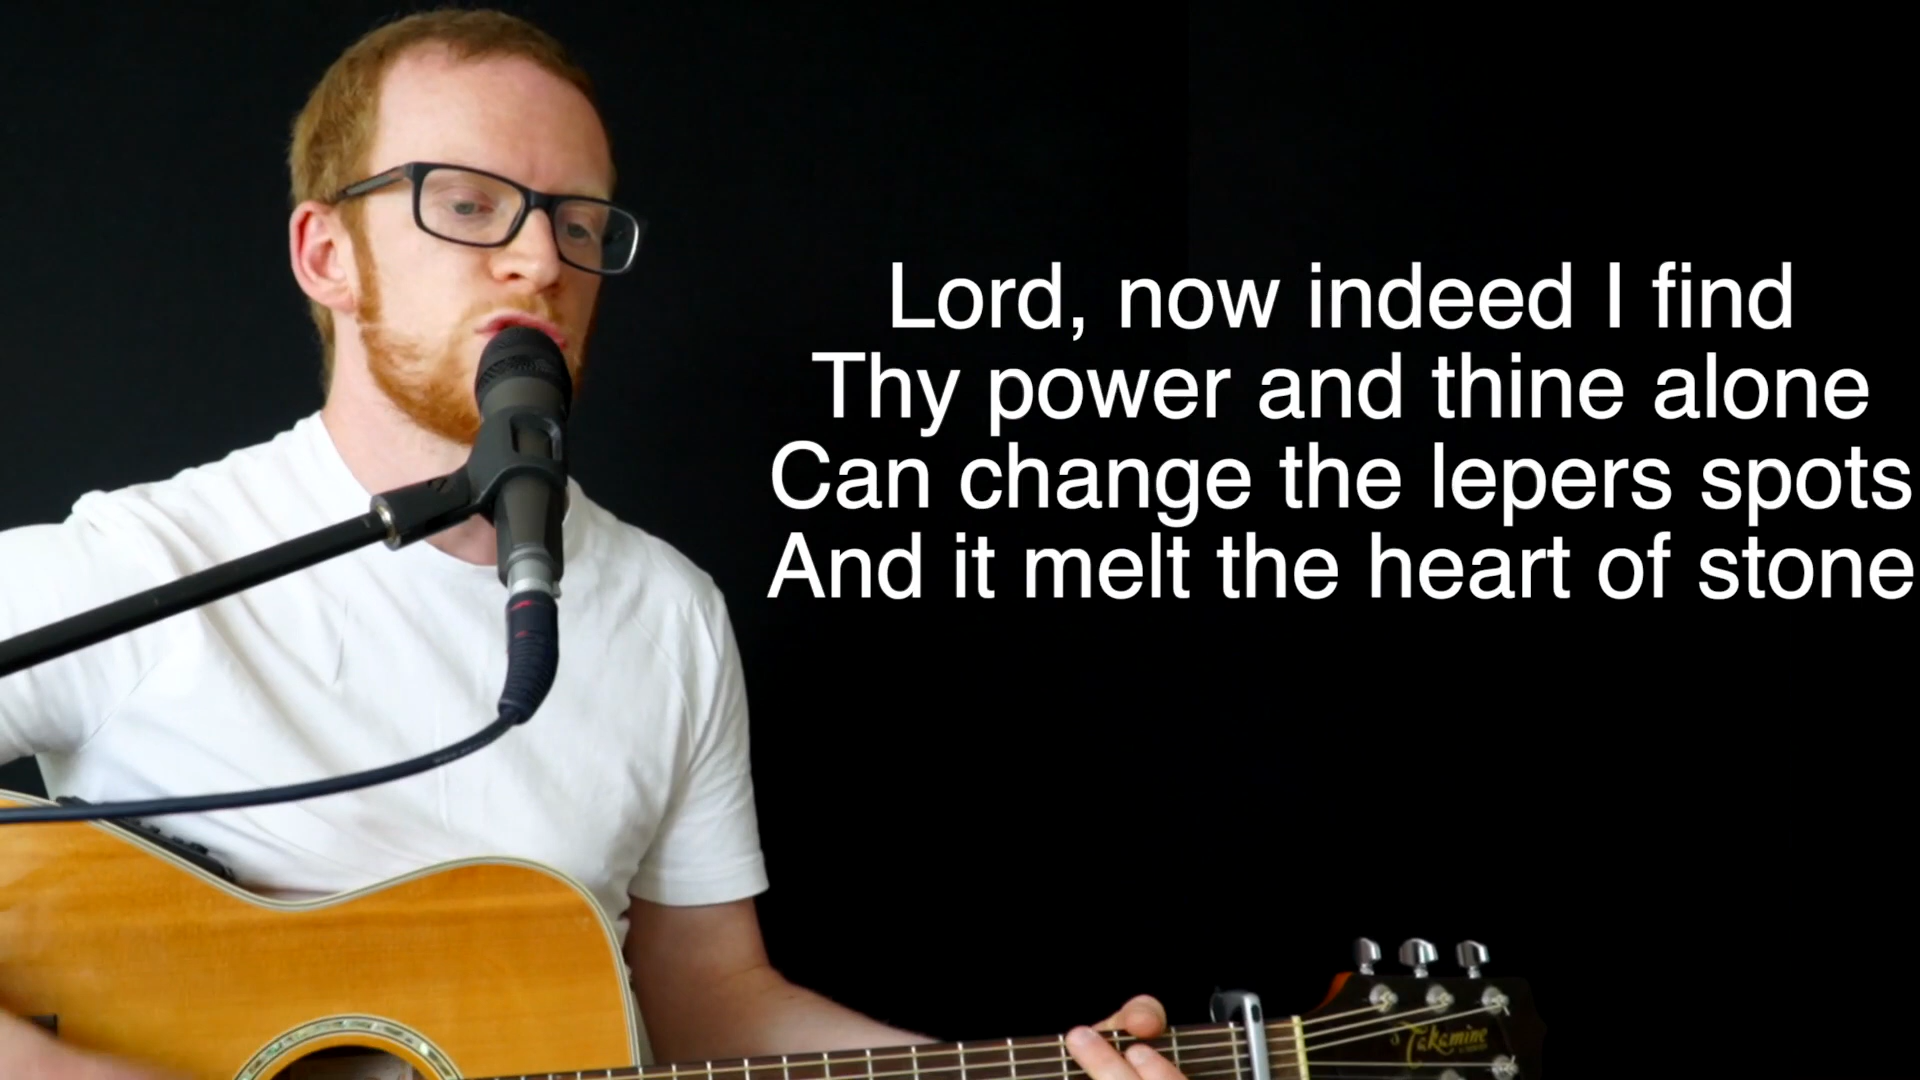 Lord, now indeed I find
Thy power and thine alone
Can change the lepers spots
And it melt the heart of stone
Takamine